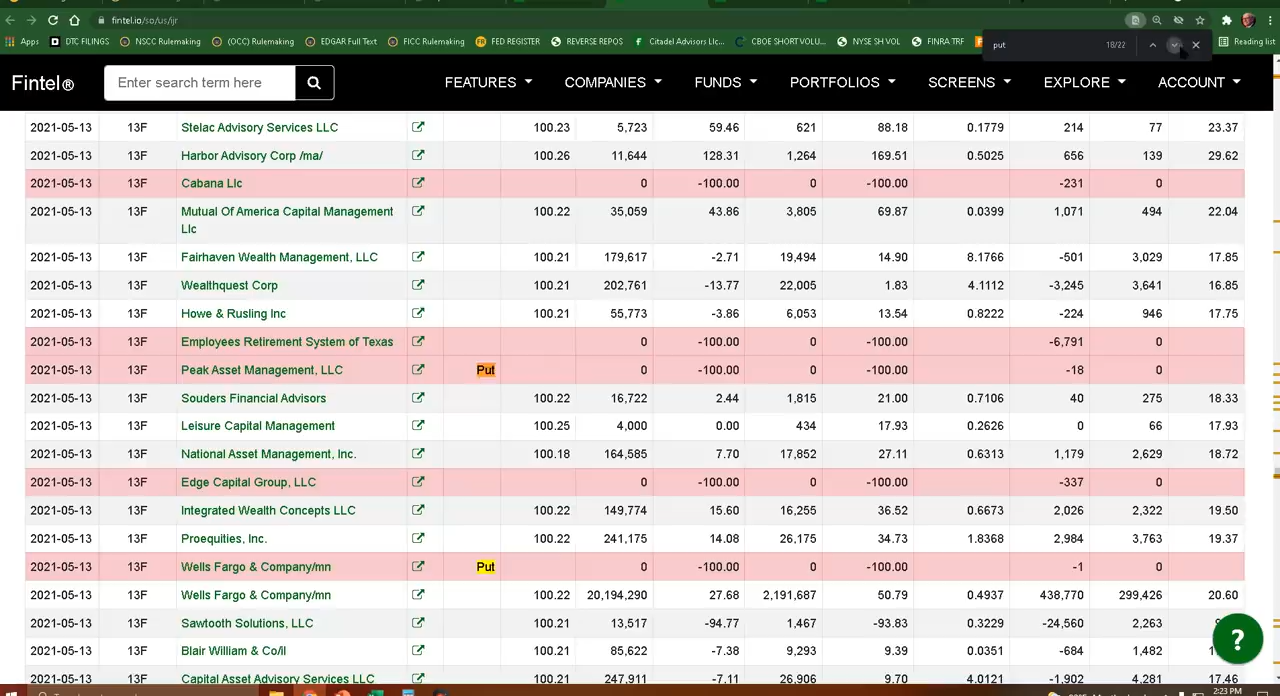 fintel.io/so/us/ijr
Apps DTC FILINGS NSCC Rulemaking (OCC) Rulemaking EDGAR Full Text FICC Rulemaking FED REGISTER REVERSE REPOS Citadel Advisors Llc... CBOE SHORT VOLU... NYSE SH VOL FINRA TRF Reading list
put 18/22
Fintel® Enter search term here FEATURES COMPANIES FUNDS PORTFOLIOS SCREENS EXPLORE ACCOUNT
2021-05-13 13F Stelac Advisory Services LLC 100.23 5,723 59.46 621 88.18 0.1779 214 77 23.37
2021-05-13 13F Harbor Advisory Corp /ma/ 100.26 11,644 128.31 1,264 169.51 0.5025 656 139 29.62
2021-05-13 13F Cabana Llc 0 -100.00 0 -100.00 -231 0
2021-05-13 13F Mutual Of America Capital Management 100.22 35,059 43.86 3,805 69.87 0.0399 1,071 494 22.04
Llc
2021-05-13 13F Fairhaven Wealth Management, LLC 100.21 179,617 -2.71 19,494 14.90 8.1766 -501 3,029 17.85
2021-05-13 13F Wealthquest Corp 100.21 202,761 -13.77 22,005 1.83 4.1112 -3,245 3,641 16.85
2021-05-13 13F Howe & Rusling Inc 100.21 55,773 -3.86 6,053 13.54 0.8222 -224 946 17.75
2021-05-13 13F Employees Retirement System of Texas 0 -100.00 0 -100.00 -6,791 0
2021-05-13 13F Peak Asset Management, LLC Put 0 -100.00 0 -100.00 -18 0
2021-05-13 13F Souders Financial Advisors 100.22 16,722 2.44 1,815 21.00 0.7106 40 275 18.33
2021-05-13 13F Leisure Capital Management 100.25 4,000 0.00 434 17.93 0.2626 0 66 17.93
2021-05-13 13F National Asset Management, Inc. 100.18 164,585 7.70 17,852 27.11 0.6313 1,179 2,629 18.72
2021-05-13 13F Edge Capital Group, LLC 0 -100.00 0 -100.00 -337 0
2021-05-13 13F Integrated Wealth Concepts LLC 100.22 149,774 15.60 16,255 36.52 0.6673 2,026 2,322 19.50
2021-05-13 13F Proequities, Inc. 100.22 241,175 14.08 26,175 34.73 1.8368 2,984 3,763 19.37
2021-05-13 13F Wells Fargo & Company/mn Put 0 -100.00 0 -100.00 -1 0
2021-05-13 13F Wells Fargo & Company/mn 100.22 20,194,290 27.68 2,191,687 50.79 0.4937 438,770 299,426 20.60
2021-05-13 13F Sawtooth Solutions, LLC 100.21 13,517 -94.77 1,467 -93.83 0.3229 -24,560 2,263
2021-05-13 13F Blair William & Co/il 100.21 85,622 -7.38 9,293 9.39 0.0351 -684 1,482
2021-05-13 13F Capital Asset Advisory Services LLC 100.21 247,911 -7.11 26,906 9.70 4.0121 -1,902 4,281 17.46
?
2:23 PM